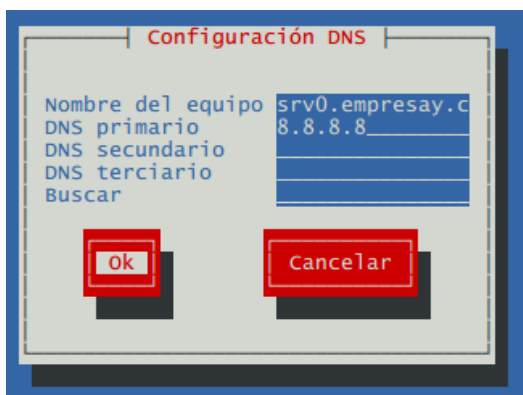 Configuración DNS
Nombre del equipo srv0.empresay.c
DNS primario 8.8.8.8
DNS secundario
DNS terciario
Buscar
Ok Cancelar